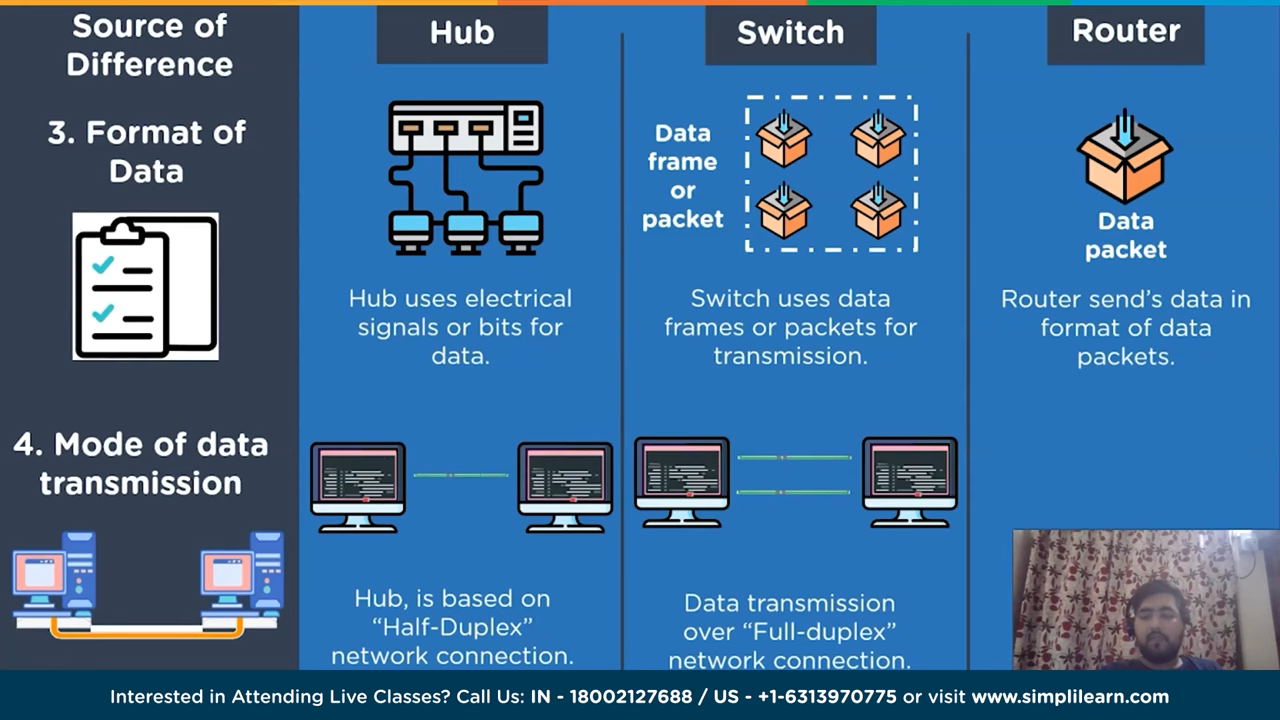 Source of
Difference
Hub
Switch
Router
3. Format of
Data
Data
frame
or
packet
Data
packet
Hub uses electrical
signals or bits for
data.
Switch uses data
frames or packets for
transmission.
Router send's data in
format of data
packets.
4. Mode of data
transmission
Hub, is based on
“Half-Duplex”
network connection.
Data transmission
over “Full-duplex”
network connection.
Interested in Attending Live Classes? Call Us: IN - 18002127688 / US - +1-6313970775 or visit www.simplilearn.com